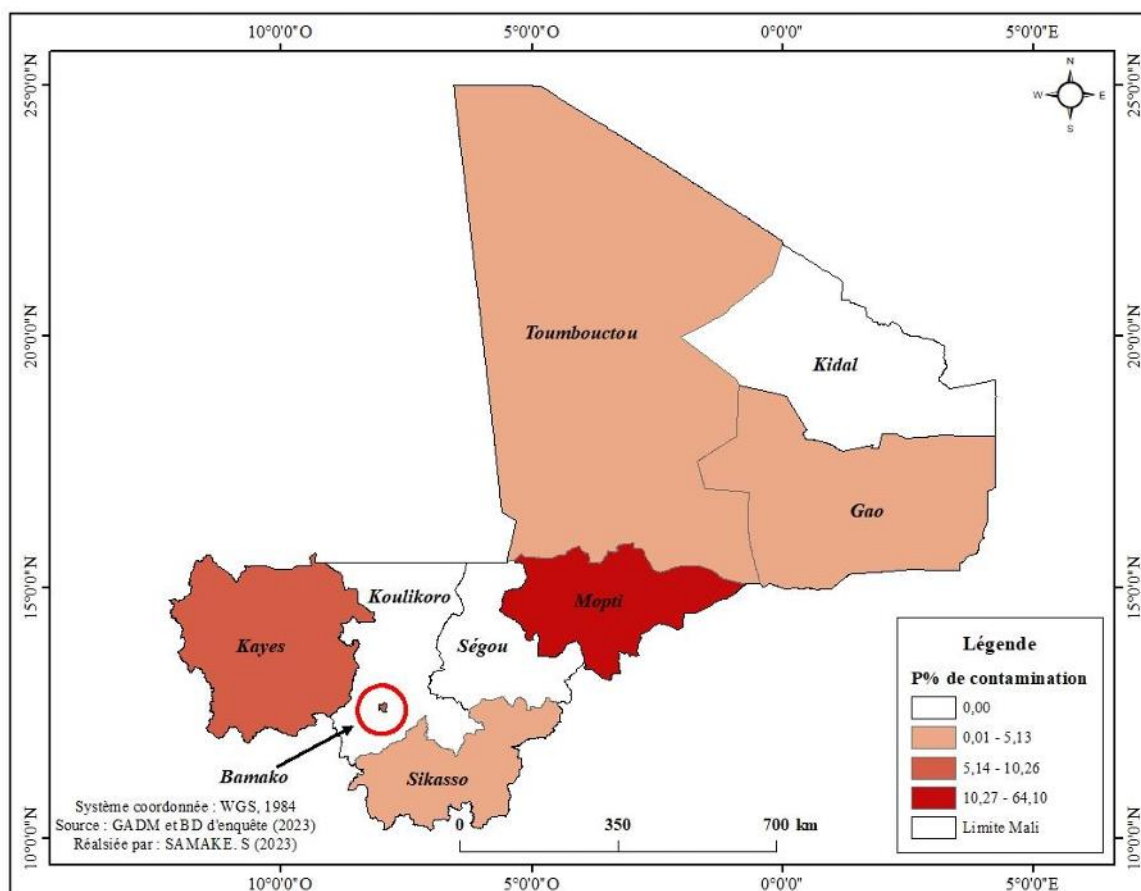 10°0'0"O 5°0'0"O 0°0'0" 5°0'0"E
23°0'0"N 23°0'0"N
N
W E
S
20°0'0"N 20°0'0"N
Toumbouctou
Kidal
Gao
15°0'0"N 15°0'0"N
Koulikoro
Mopti
Kayes
Ségou
Bamako
Sikasso
Légende
P% de contamination
0,00
0,01 - 5,13
5,14 - 10,26
10,27 - 64,10
Limite Mali
Système coordonnée : WGS, 1984
Source : GADM et BD d'enquête (2023)
Réalsiée par : SAMAKE. S (2023)
0 350 700 km
10°0'0"N 10°0'0"N
10°0'0"O 5°0'0"O 0°0'0" 5°0'0"E